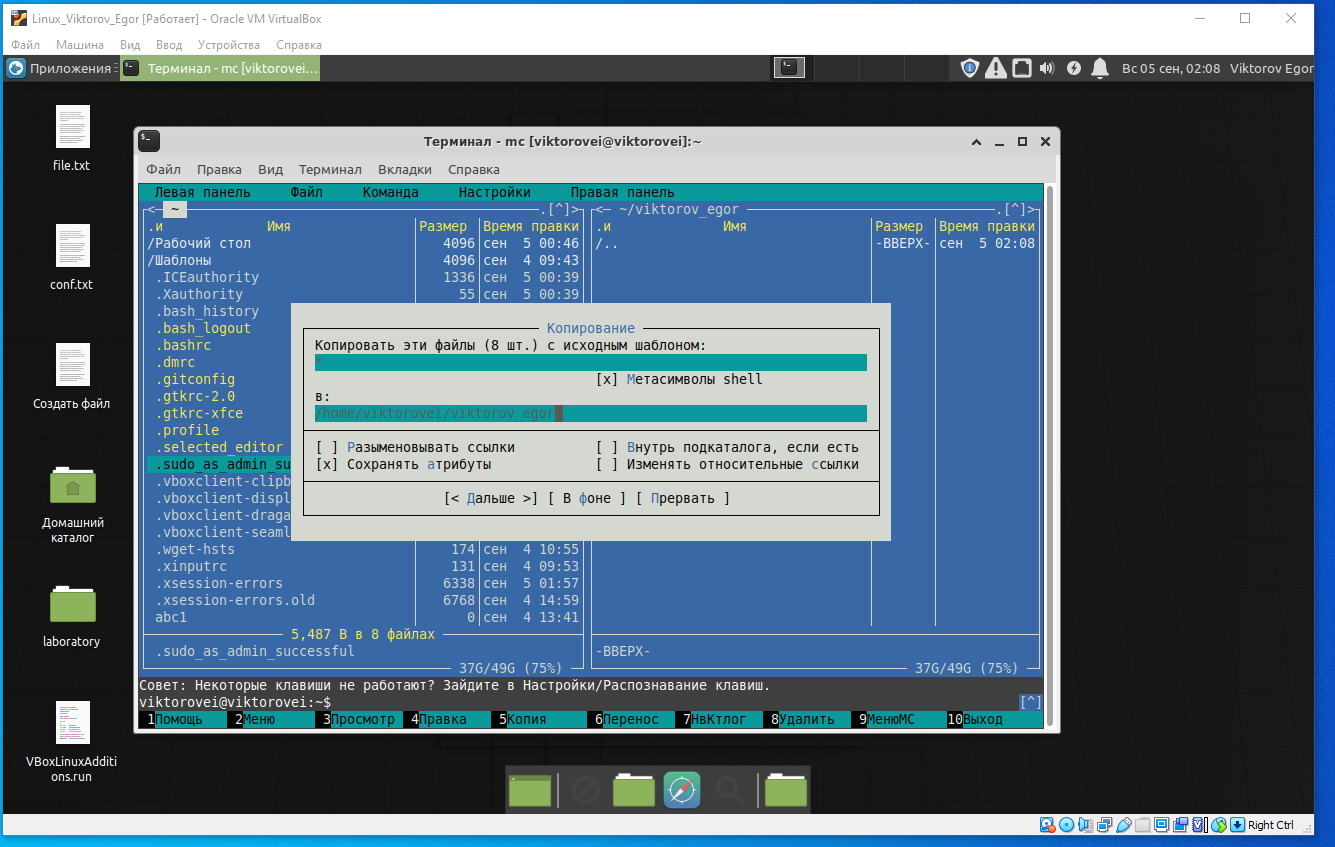 Linux_Viktorov_Egor [Работает] - Oracle VM VirtualBox
Файл Машина Вид Ввод Устройства Справка
Приложения Терминал - mc [viktorovei... Вс 05 сен, 02:08 Viktorov Egor
file.txt
conf.txt
Создать файл
Домашний
каталог
laboratory
VBoxLinuxAdditi
ons.run
Терминал - mc [viktorovei@viktorovei]:~
Файл Правка Вид Терминал Вкладки Справка
Левая панель Файл Команда Настройки Правая панель
<─ ~ .[^]> <─ ~/viktorov_egor .[^]>
.и Имя Размер Время правки .и Имя Размер Время правки
/Рабочий стол 4096 сен 5 00:46 /.. -ВВЕРХ- сен 5 02:08
/Шаблоны 4096 сен 4 09:43
.ICEauthority 1336 сен 5 00:39
.Xauthority 55 сен 5 00:39
.bash_history
.bash_logout
.bashrc
.dmrc
.gitconfig
.gtkrc-2.0
.gtkrc-xfce
.profile
.selected_editor
.sudo_as_admin_su
.vboxclient-clipb
.vboxclient-displ
.vboxclient-draga
.vboxclient-seaml
.wget-hsts 174 сен 4 10:55
.xinputrc 131 сен 4 09:53
.xsession-errors 6338 сен 5 01:57
.xsession-errors.old 6768 сен 4 14:59
abc1 0 сен 4 13:41
5,487 B в 8 файлах
.sudo_as_admin_successful -ВВЕРХ-
37G/49G (75%) 37G/49G (75%)
Копирование
Копировать эти файлы (8 шт.) с исходным шаблоном:
*
[x] Метасимволы shell
в:
/home/viktorovei/viktorov_egor
[ ] Разыменовывать ссылки [ ] Внутрь подкаталога, если есть
[x] Сохранять атрибуты [ ] Изменять относительные ссылки
[< Дальше >] [ В фоне ] [ Прервать ]
Совет: Некоторые клавиши не работают? Зайдите в Настройки/Распознавание клавиш.
viktorovei@viktorovei:~$ [^]
1Помощь 2Меню 3Просмотр 4Правка 5Копия 6Перенос 7НвКтлог 8Удалить 9МенюМС 10Выход
Right Ctrl